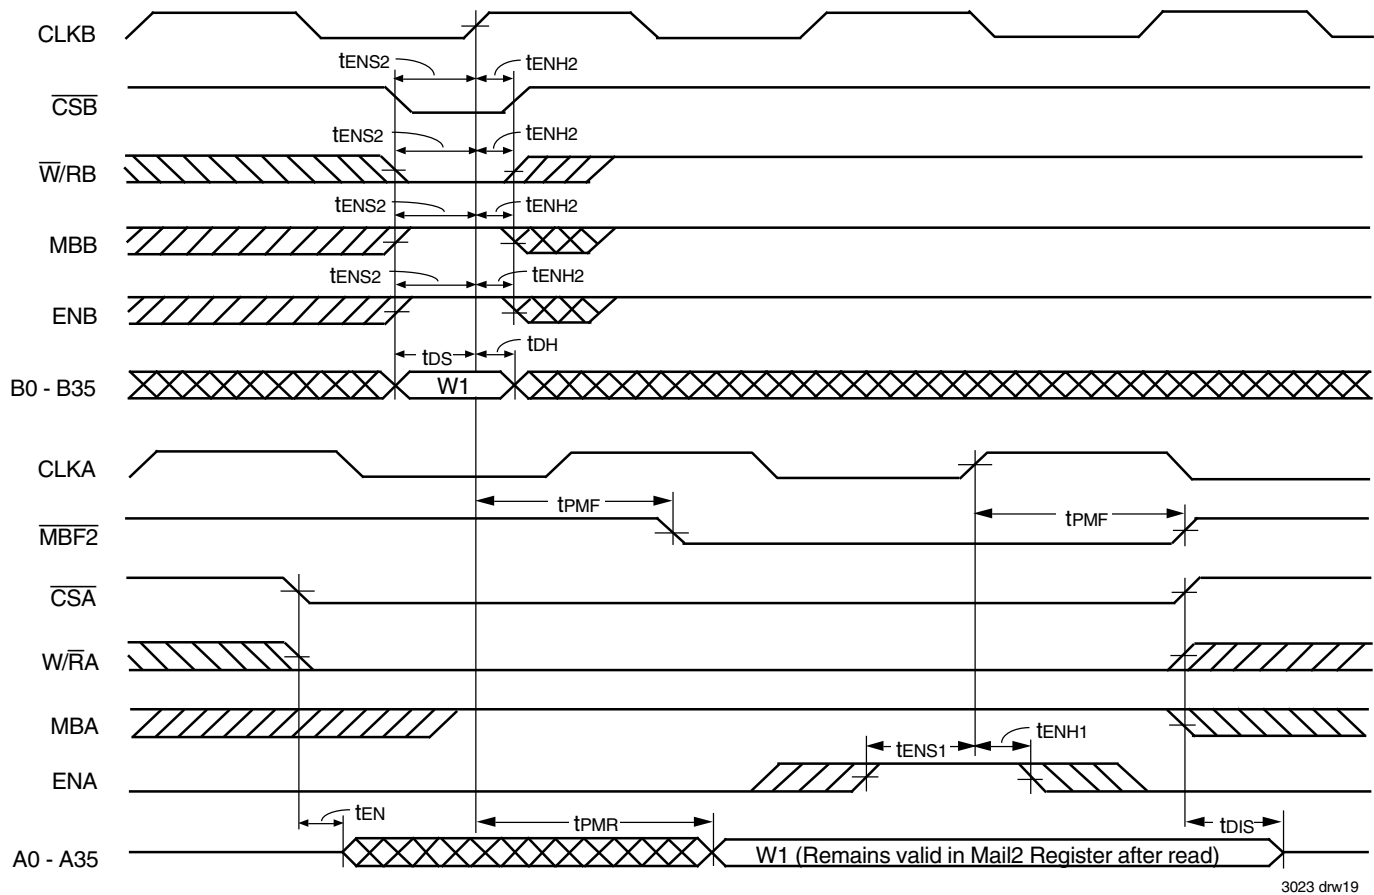 CLKB
tENS2 tENH2
CSB
tENS2 tENH2
W/RB
tENS2 tENH2
MBB
tENS2 tENH2
ENB
tDS tDH
B0 - B35 W1
CLKA
tPMF tPMF
MBF2
CSA
W/RA
MBA
tENS1 tENH1
ENA
tEN tPMR tDIS
A0 - A35 W1 (Remains valid in Mail2 Register after read)
3023 drw19